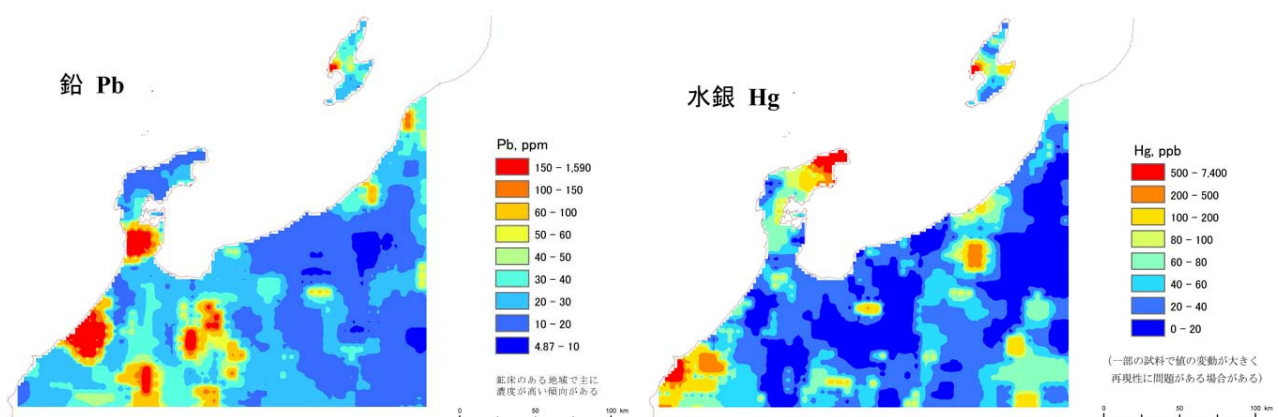 鉛 Pb
Pb, ppm
150 – 1,590
100 – 150
60 – 100
50 – 60
40 – 50
30 – 40
20 – 30
10 – 20
4.87 – 10
鉱床のある地域で主に
濃度が高い傾向がある
0 50 100 km
水銀 Hg
Hg, ppb
500 – 7,400
200 – 500
100 – 200
80 – 100
60 – 80
40 – 60
20 – 40
0 – 20
(一部の試料で値の変動が大きく
再現性に問題がある場合がある)
0 50 100 km